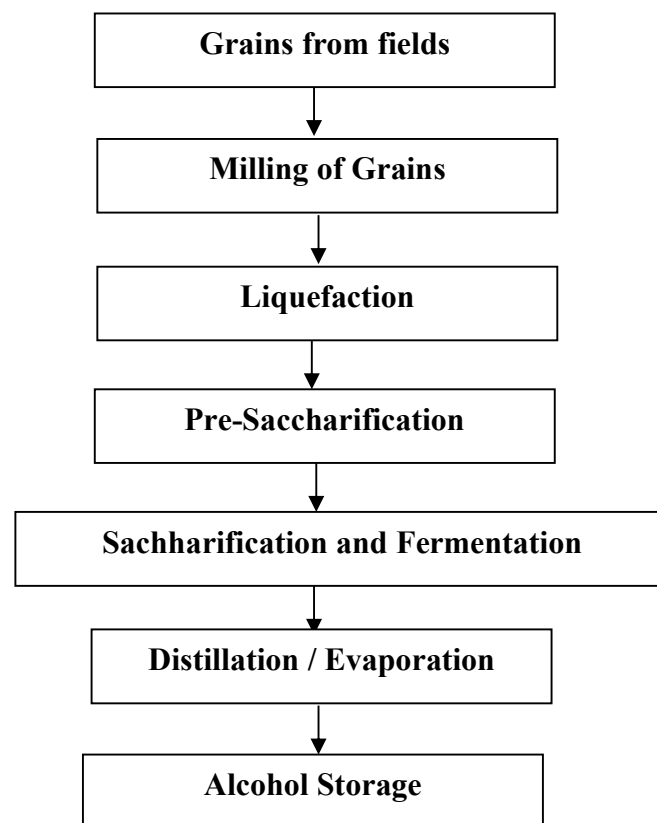 Grains from fields
Milling of Grains
Liquefaction
Pre-Saccharification
Sachharification and Fermentation
Distillation / Evaporation
Alcohol Storage